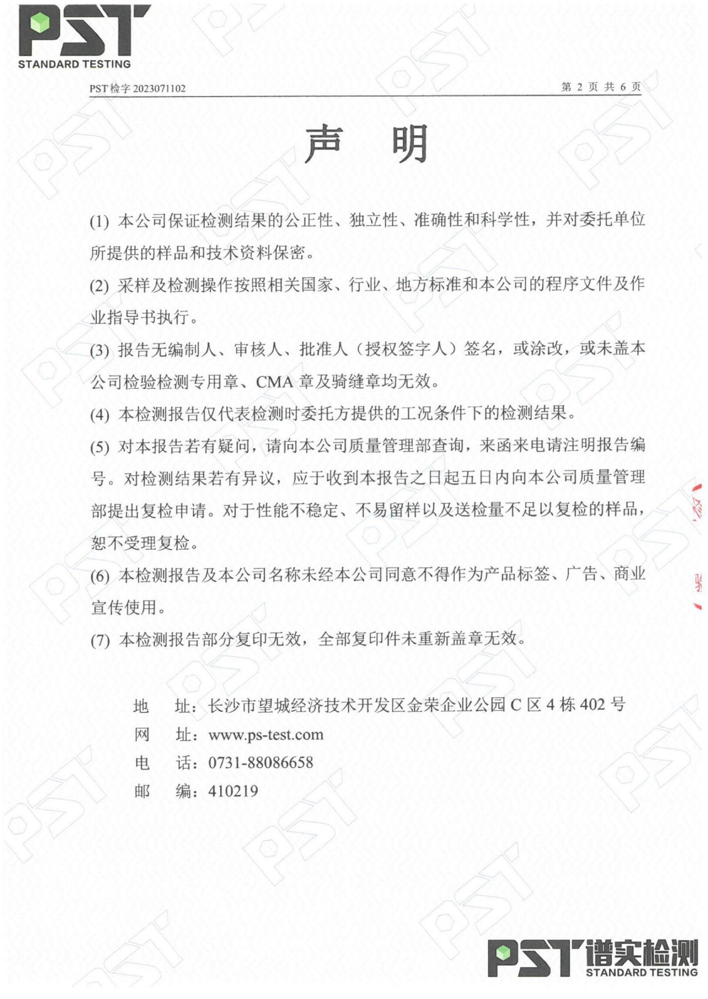 PST
STANDARD TESTING
PST检字2023071102
第 2 页 共 6 页
声 明
(1) 本公司保证检测结果的公正性、独立性、准确性和科学性，并对委托单位
所提供的样品和技术资料保密。
(2) 采样及检测操作按照相关国家、行业、地方标准和本公司的程序文件及作
业指导书执行。
(3) 报告无编制人、审核人、批准人（授权签字人）签名，或涂改，或未盖本
公司检验检测专用章、CMA 章及骑缝章均无效。
(4) 本检测报告仅代表检测时委托方提供的工况条件下的检测结果。
(5) 对本报告若有疑问，请向本公司质量管理部查询，来函来电请注明报告编
号。对检测结果若有异议，应于收到本报告之日起五日内向本公司质量管理
部提出复检申请。对于性能不稳定、不易留样以及送检量不足以复检的样品，
恕不受理复检。
(6) 本检测报告及本公司名称未经本公司同意不得作为产品标签、广告、商业
宣传使用。
(7) 本检测报告部分复印无效，全部复印件未重新盖章无效。
地 址：长沙市望城经济技术开发区金荣企业公园 C 区 4 栋 402 号
网 址：www.ps-test.com
电 话：0731-88086658
邮 编：410219
PST 谱实检测
STANDARD TESTING